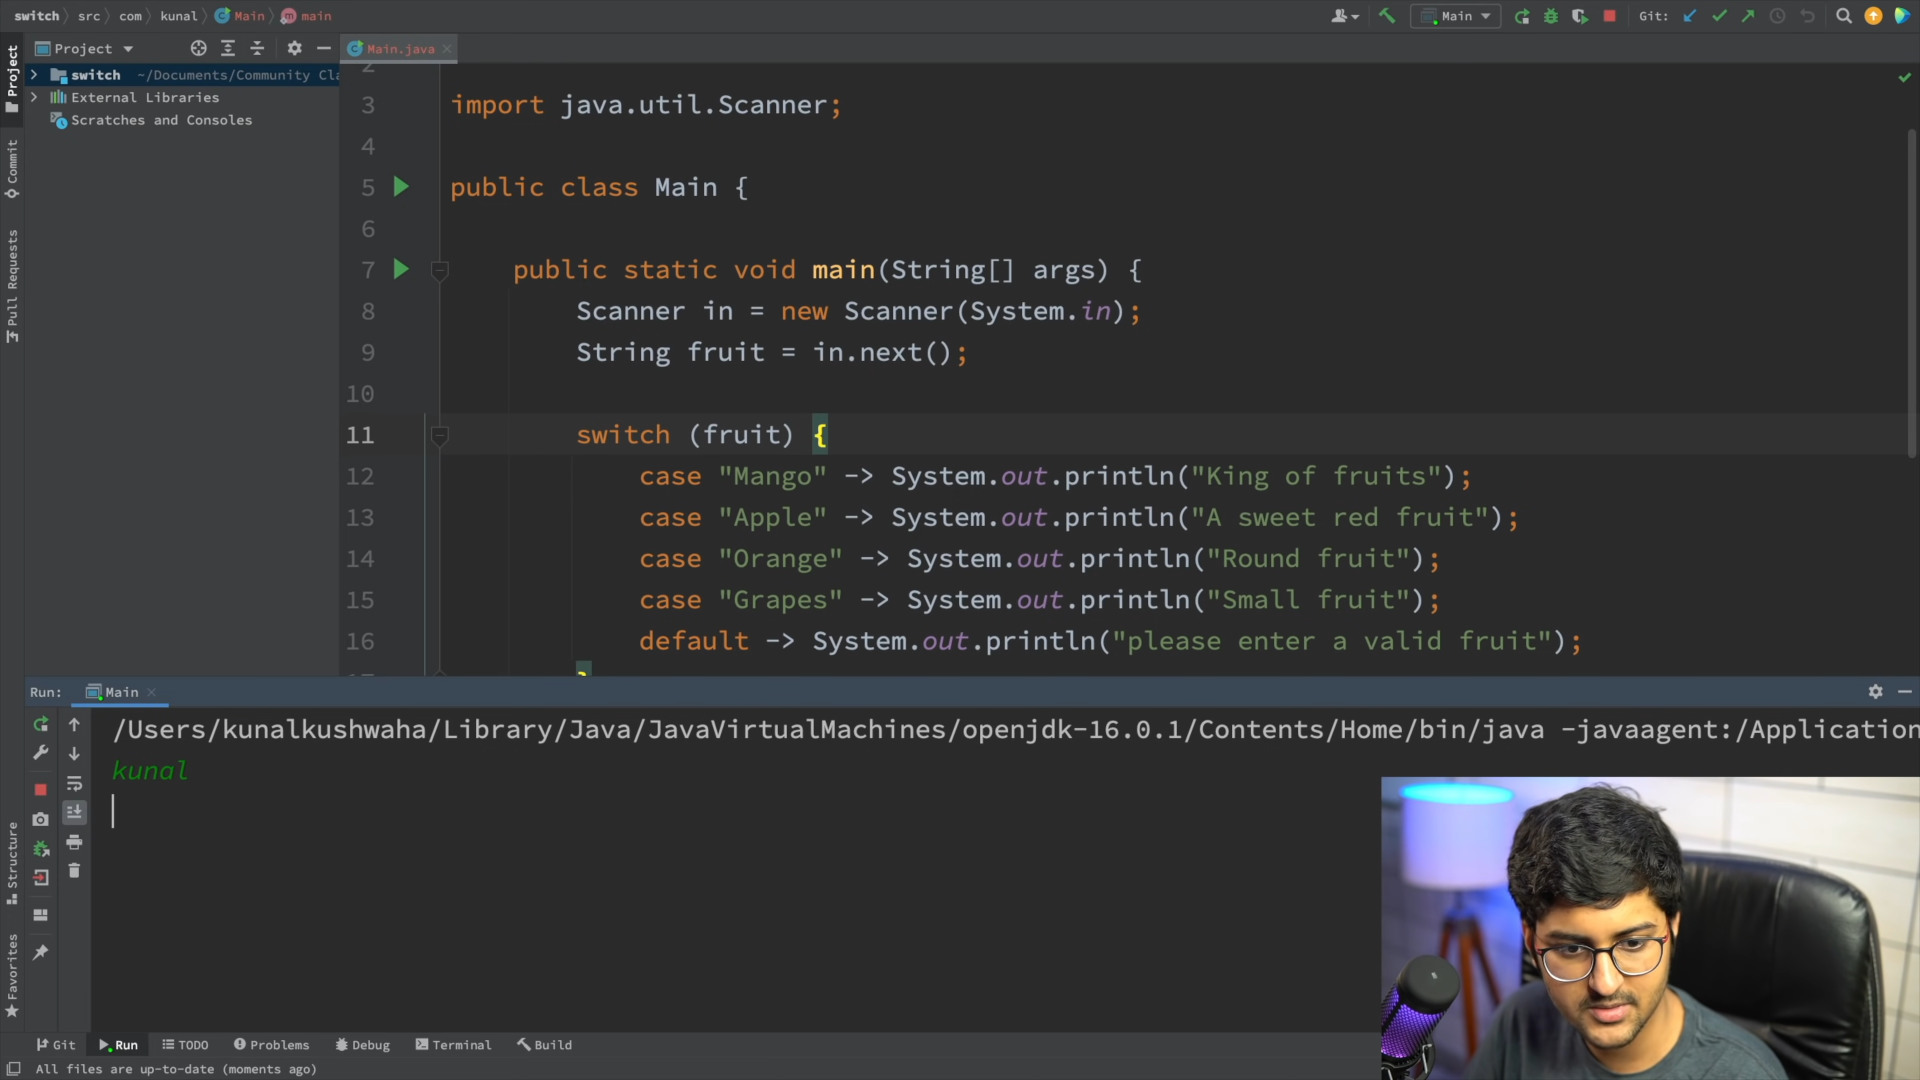 switch src com kunal Main main
Main Git:
Project
Main.java
switch ~/Documents/Community Cla
External Libraries
Scratches and Consoles
Project
Commit
Pull Requests
Structure
Favorites
3 import java.util.Scanner;
4
5 public class Main {
6
7 public static void main(String[] args) {
8 Scanner in = new Scanner(System.in);
9 String fruit = in.next();
10
11 switch (fruit) {
12 case "Mango" -> System.out.println("King of fruits");
13 case "Apple" -> System.out.println("A sweet red fruit");
14 case "Orange" -> System.out.println("Round fruit");
15 case "Grapes" -> System.out.println("Small fruit");
16 default -> System.out.println("please enter a valid fruit");
Run: Main
/Users/kunalkushwaha/Library/Java/JavaVirtualMachines/openjdk-16.0.1/Contents/Home/bin/java -javaagent:/Application
kunal
Git Run TODO Problems Debug Terminal Build
All files are up-to-date (moments ago)